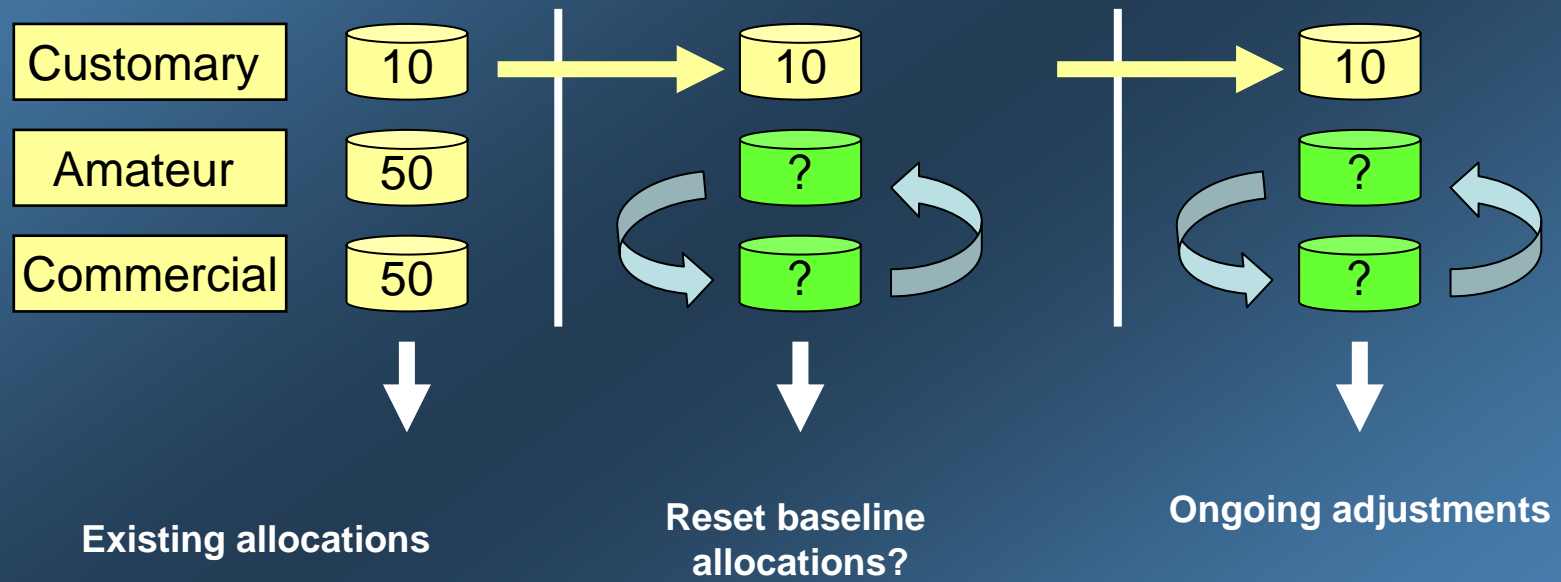 Customary 10 10 10
Amateur 50 ? ?
Commercial 50 ? ?
Existing allocations
Reset baseline
allocations?
Ongoing adjustments